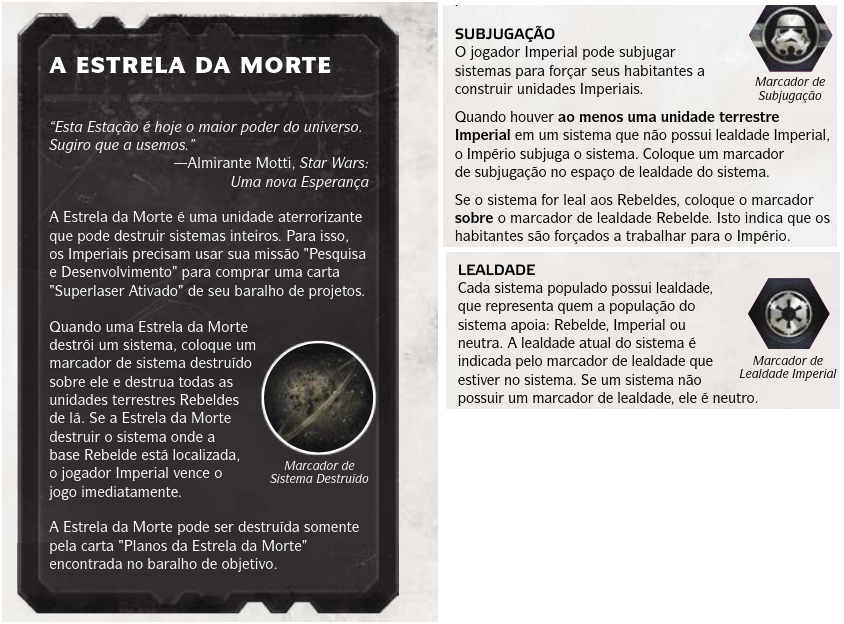 A ESTRELA DA MORTE
“Esta Estação é hoje o maior poder do universo.
Sugiro que a usemos.”
—Almirante Motti, Star Wars:
Uma nova Esperança
A Estrela da Morte é uma unidade aterrorizante
que pode destruir sistemas inteiros. Para isso,
os Imperiais precisam usar sua missão "Pesquisa
e Desenvolvimento" para comprar uma carta
"Superlaser Ativado" de seu baralho de projetos.
Quando uma Estrela da Morte
destrói um sistema, coloque um
marcador de sistema destruído
sobre ele e destrua todas as
unidades terrestres Rebeldes
de lá. Se a Estrela da Morte
destruir o sistema onde a
base Rebelde está localizada,
o jogador Imperial vence o
jogo imediatamente.
Marcador de
Sistema Destruído
A Estrela da Morte pode ser destruída somente
pela carta "Planos da Estrela da Morte"
encontrada no baralho de objetivo.
SUBJUGAÇÃO
O jogador Imperial pode subjugar
sistemas para forçar seus habitantes a
construir unidades Imperiais.
Marcador de
Subjugação
Quando houver ao menos uma unidade terrestre
Imperial em um sistema que não possui lealdade Imperial,
o Império subjuga o sistema. Coloque um marcador
de subjugação no espaço de lealdade do sistema.
Se o sistema for leal aos Rebeldes, coloque o marcador
sobre o marcador de lealdade Rebelde. Isto indica que os
habitantes são forçados a trabalhar para o Império.
LEALDADE
Cada sistema populado possui lealdade,
que representa quem a população do
sistema apoia: Rebelde, Imperial ou
neutra. A lealdade atual do sistema é
indicada pelo marcador de lealdade que
estiver no sistema. Se um sistema não
possuir um marcador de lealdade, ele é neutro.
Marcador de
Lealdade Imperial